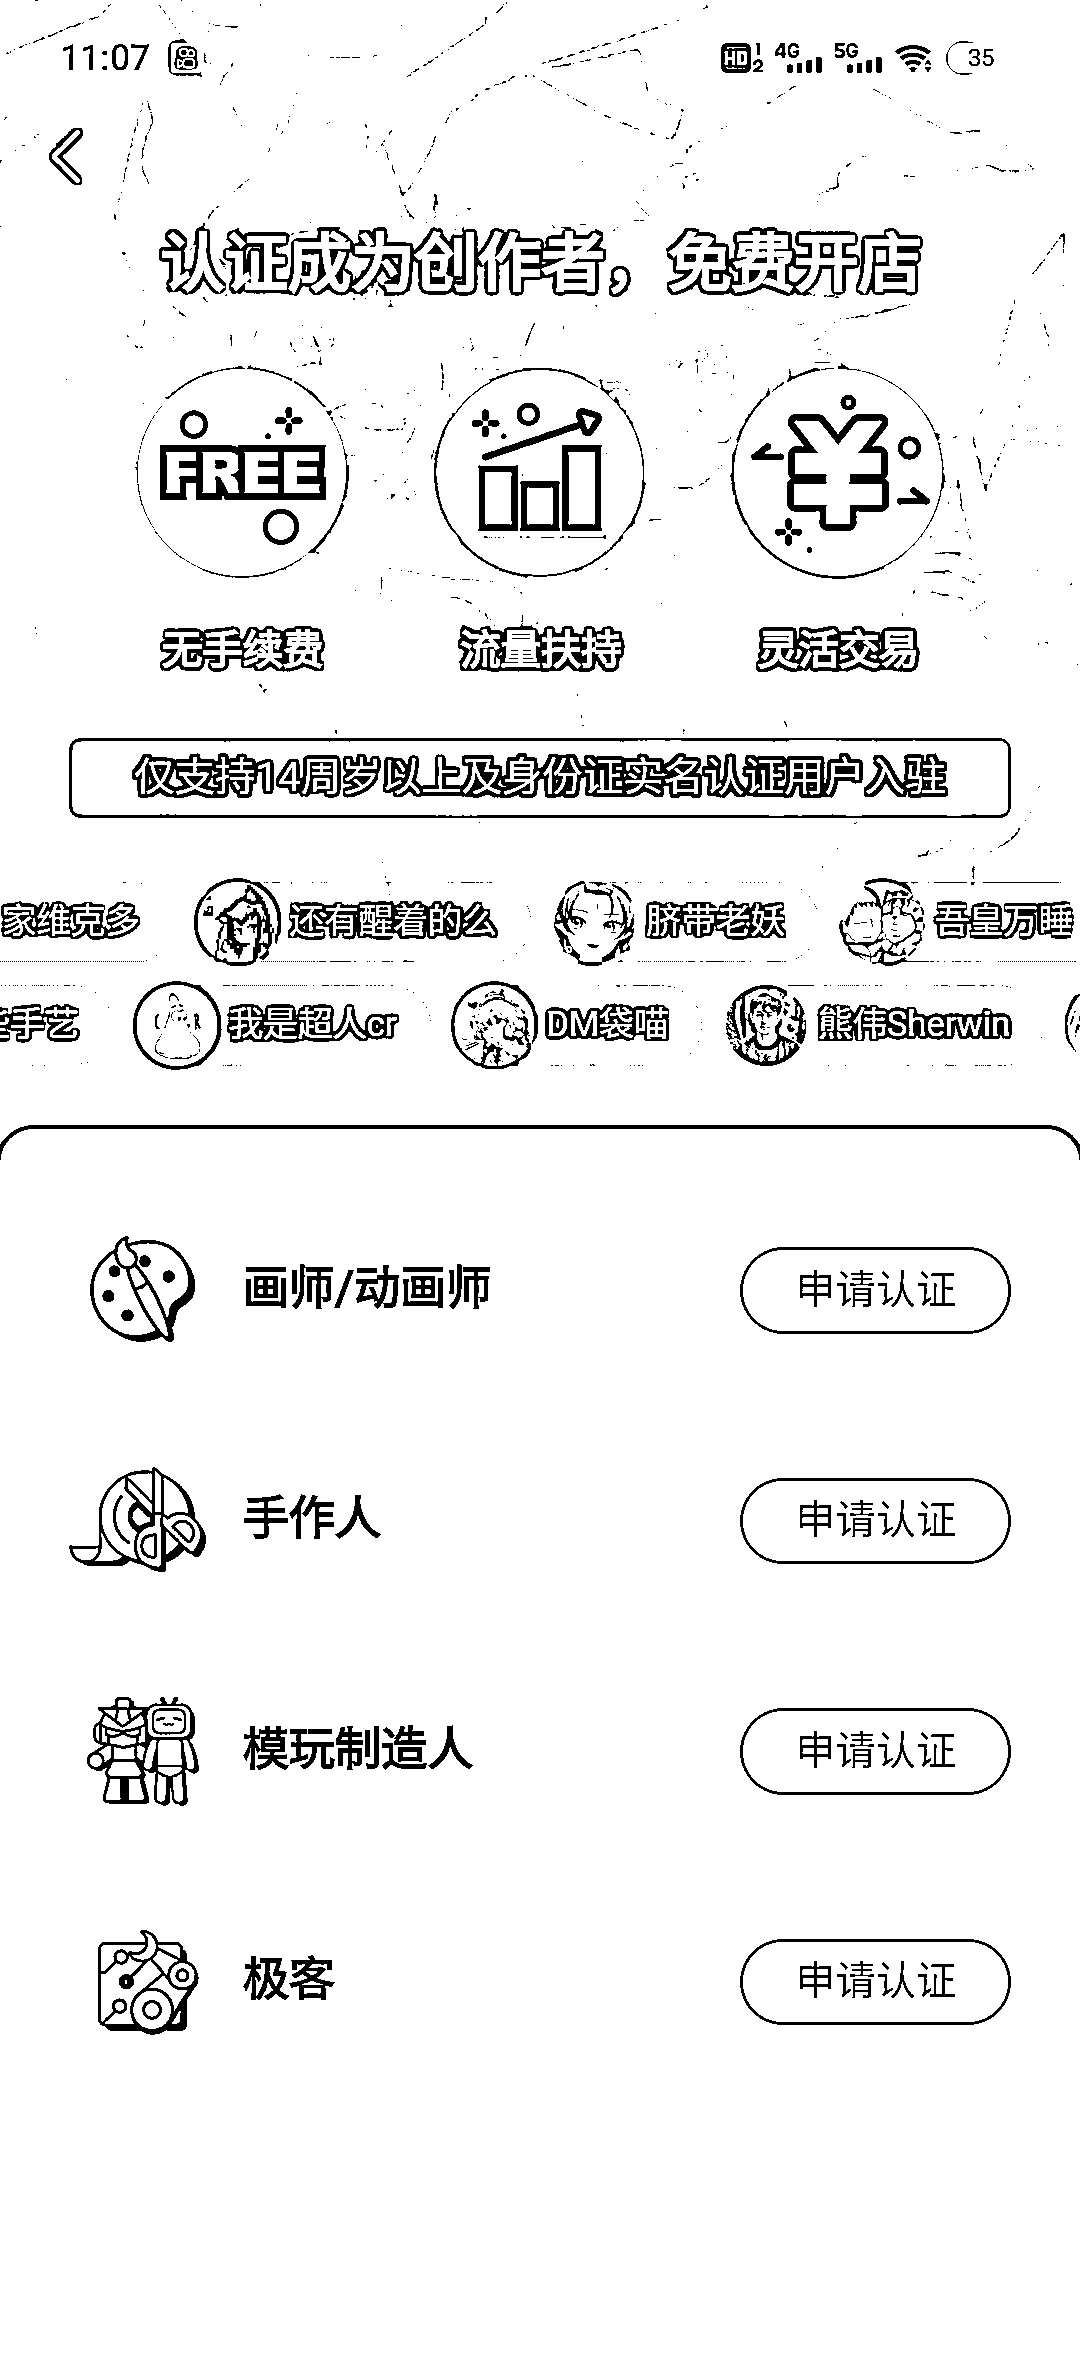 11:07
HD 1 2 4G 5G 35
认证成为创作者，免费开店
FREE
¥
无手续费 流量扶持 灵活交易
仅支持14周岁以上及身份证实名认证用户入驻
家维克多 还有醒着的么 脐带老妖 吾皇万睡
手艺 我是超人cr DM袋喵 熊伟Sherwin
画师/动画师 申请认证
手作人 申请认证
模玩制造人 申请认证
极客 申请认证